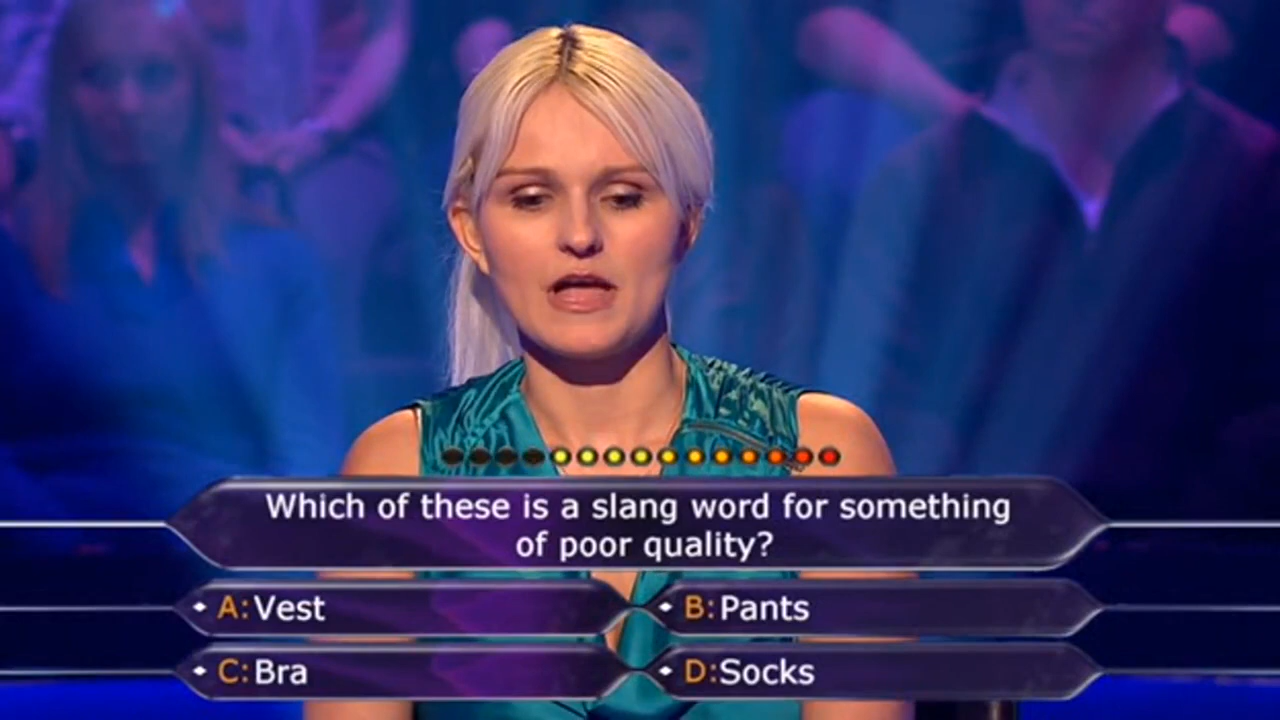 Which of these is a slang word for something
of poor quality?
A: Vest
B: Pants
C: Bra
D: Socks